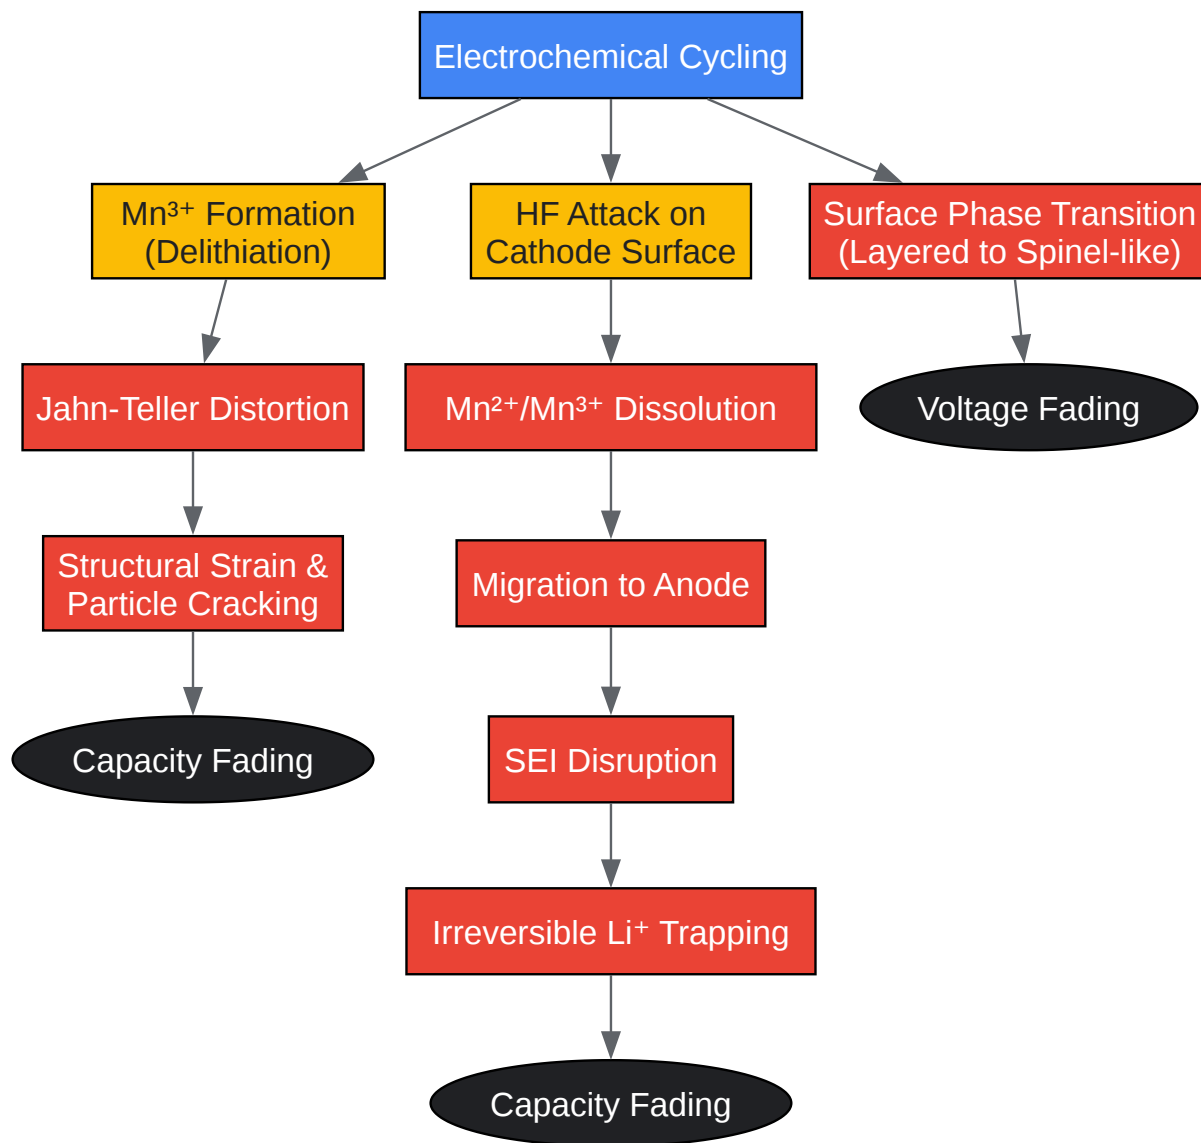 Electrochemical Cycling
Mn³⁺ Formation
(Delithiation)
HF Attack on
Cathode Surface
Surface Phase Transition
(Layered to Spinel-like)
Jahn-Teller Distortion
Mn²⁺/Mn³⁺ Dissolution
Voltage Fading
Structural Strain &
Particle Cracking
Migration to Anode
Capacity Fading
SEI Disruption
Irreversible Li⁺ Trapping
Capacity Fading